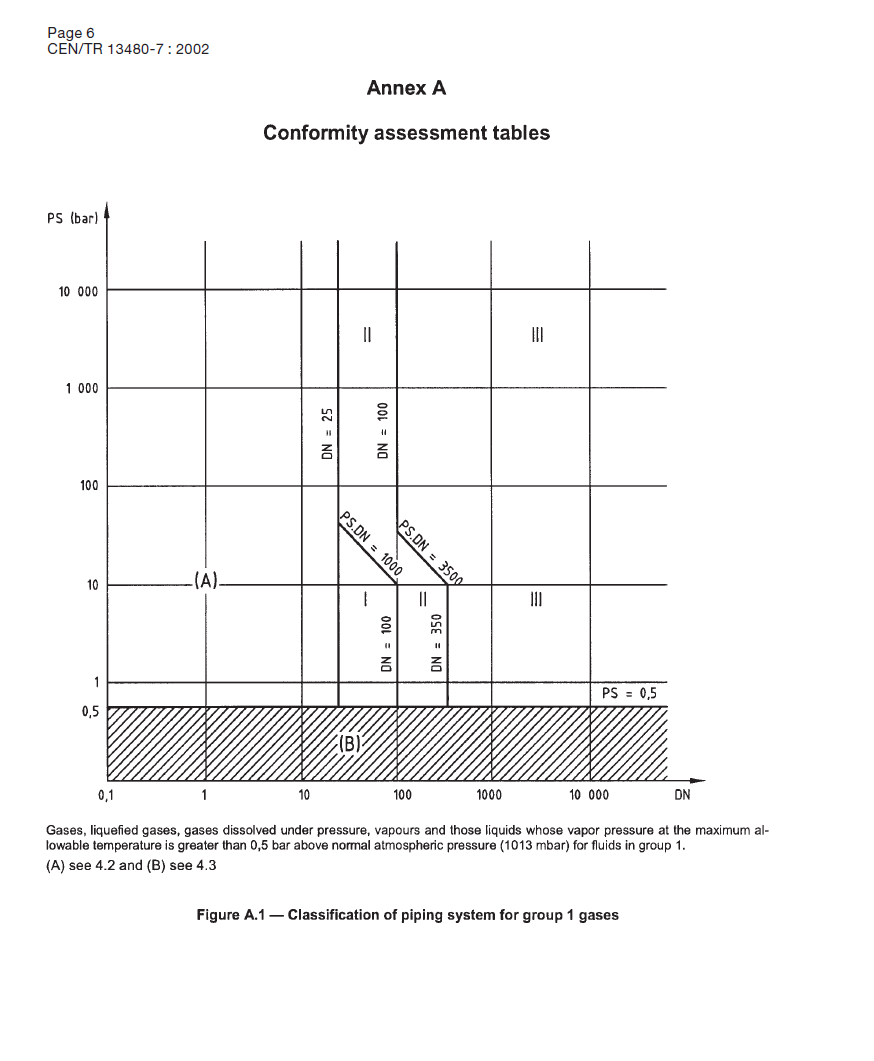 Page 6
CEN/TR 13480-7 : 2002
Annex A
Conformity assessment tables
PS (bar)
10 000
II
III
1 000
DN = 25
DN = 100
100
PS.DN = 1000
PS.DN = 3500
(A)
10
I
II
III
DN = 100
DN = 350
1
PS = 0,5
0,5
(B)
0,1
1
10
100
1000
10 000
DN
Gases, liquefied gases, gases dissolved under pressure, vapours and those liquids whose vapor pressure at the maximum al-
lowable temperature is greater than 0,5 bar above normal atmospheric pressure (1013 mbar) for fluids in group 1.
(A) see 4.2 and (B) see 4.3
Figure A.1 — Classification of piping system for group 1 gases